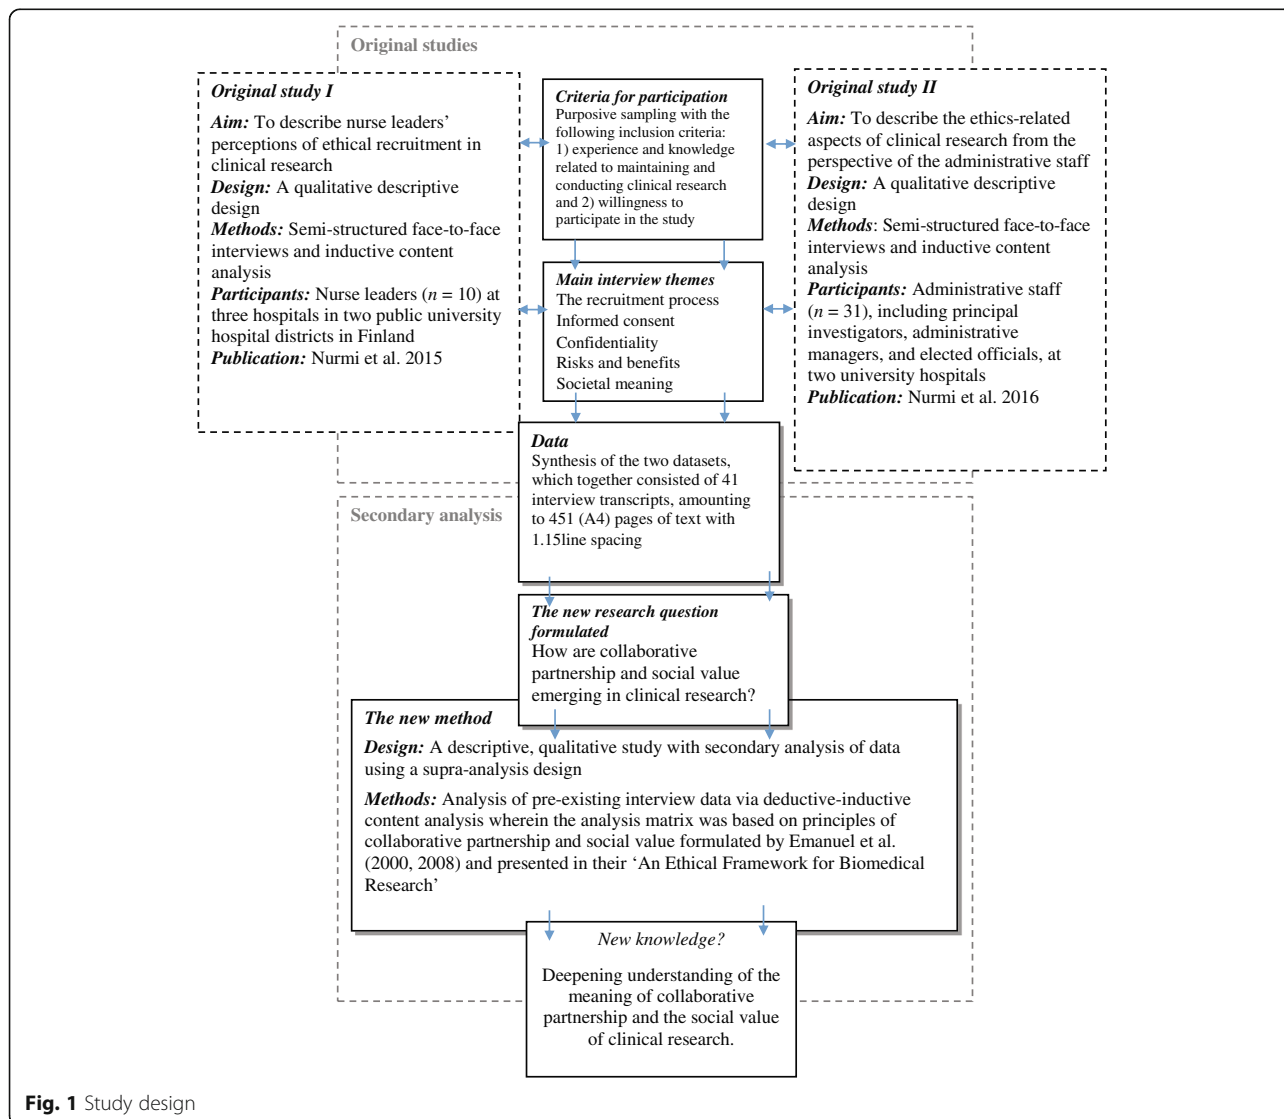 Original studies
Original study I
Aim: To describe nurse leaders'
perceptions of ethical recruitment in
clinical research
Design: A qualitative descriptive
design
Methods: Semi-structured face-to-face
interviews and inductive content
analysis
Participants: Nurse leaders (n = 10) at
three hospitals in two public university
hospital districts in Finland
Publication: Nurmi et al. 2015
Criteria for participation
Purposive sampling with the
following inclusion criteria:
1) experience and knowledge
related to maintaining and
conducting clinical research
and 2) willingness to
participate in the study
Main interview themes
The recruitment process
Informed consent
Confidentiality
Risks and benefits
Societal meaning
Original study II
Aim: To describe the ethics-related
aspects of clinical research from the
perspective of the administrative staff
Design: A qualitative descriptive
design
Methods: Semi-structured face-to-face
interviews and inductive content
analysis
Participants: Administrative staff
(n = 31), including principal
investigators, administrative
managers, and elected officials, at
two university hospitals
Publication: Nurmi et al. 2016
Data
Synthesis of the two datasets,
which together consisted of 41
interview transcripts, amounting
to 451 (A4) pages of text with
1.15line spacing
Secondary analysis
The new research question
formulated
How are collaborative
partnership and social value
emerging in clinical research?
The new method
Design: A descriptive, qualitative study with secondary analysis of data
using a supra-analysis design
Methods: Analysis of pre-existing interview data via deductive-inductive
content analysis wherein the analysis matrix was based on principles of
collaborative partnership and social value formulated by Emanuel et al.
(2000, 2008) and presented in their ‘An Ethical Framework for Biomedical
Research’
New knowledge?
Deepening understanding of the
meaning of collaborative
partnership and the social value
of clinical research.
Fig. 1 Study design